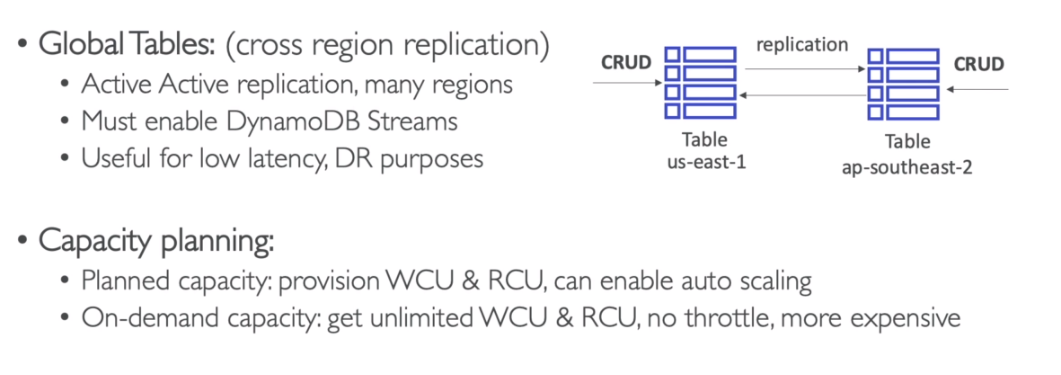 • Global Tables: (cross region replication)
• Active Active replication, many regions
• Must enable DynamoDB Streams
• Useful for low latency, DR purposes
CRUD
replication
CRUD
Table
us-east-1
Table
ap-southeast-2
• Capacity planning:
• Planned capacity: provision WCU & RCU, can enable auto scaling
• On-demand capacity: get unlimited WCU & RCU, no throttle, more expensive